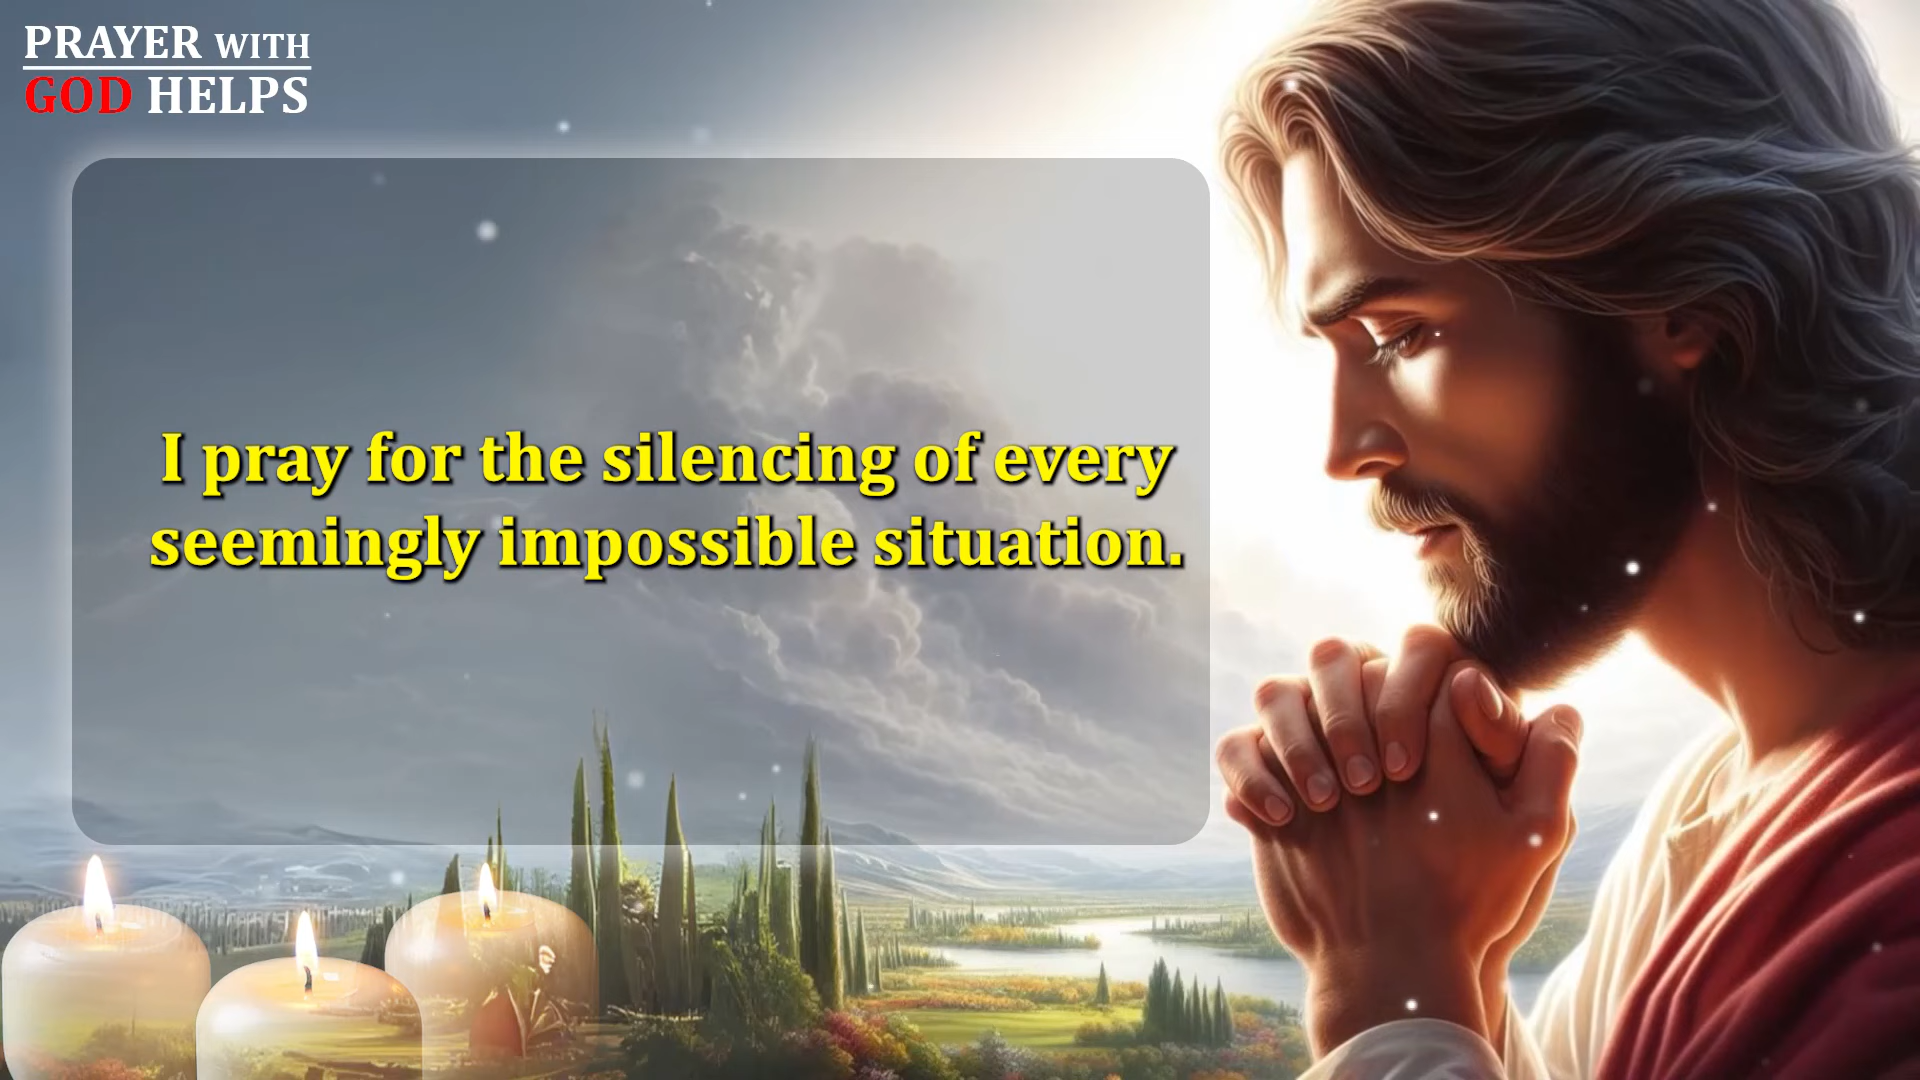 PRAYER WITH
GOD HELPS
I pray for the silencing of every
seemingly impossible situation.